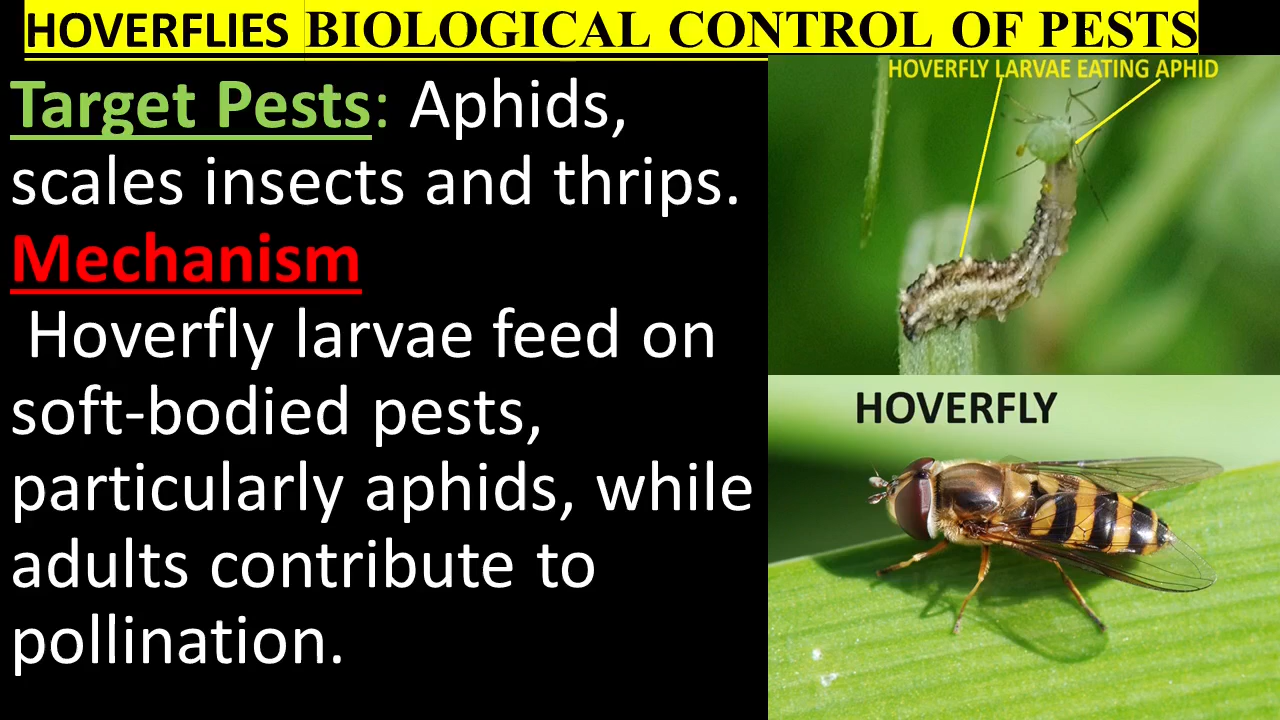 HOVERFLIES BIOLOGICAL CONTROL OF PESTS
Target Pests: Aphids,
scales insects and thrips.
Mechanism
Hoverfly larvae feed on
soft-bodied pests,
particularly aphids, while
adults contribute to
pollination.
HOVERFLY LARVAE EATING APHID
HOVERFLY